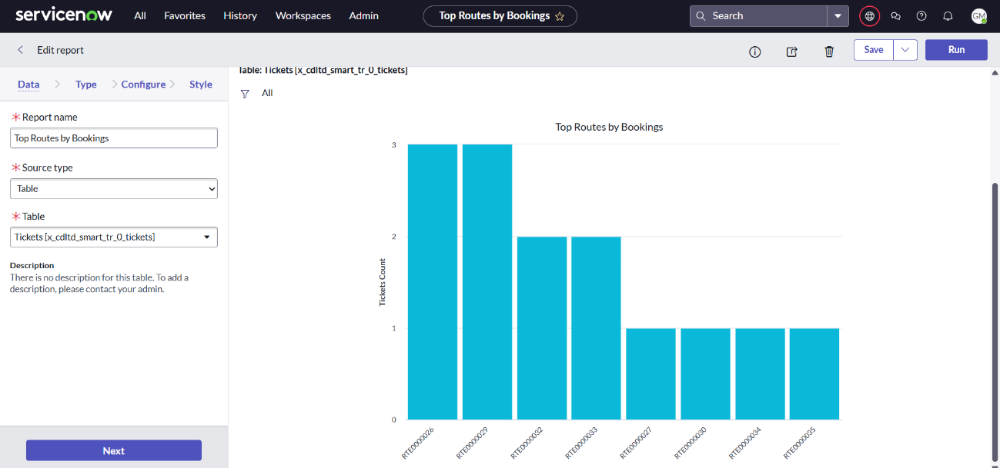 servicenow All Favorites History Workspaces Admin Top Routes by Bookings Search GM
Edit report Save Run
Data Type Configure Style
Report name
Top Routes by Bookings
Source type
Table
Table
Tickets [x_cdltd_smart_tr_0_tickets]
Description
There is no description for this table. To add a
description, please contact your admin.
Next
Table: Tickets [x_cdltd_smart_tr_0_tickets]
All
Top Routes by Bookings
Tickets Count
3
2
1
0
RTE0000026
RTE0000029
RTE0000032
RTE0000033
RTE0000027
RTE0000030
RTE0000034
RTE0000035